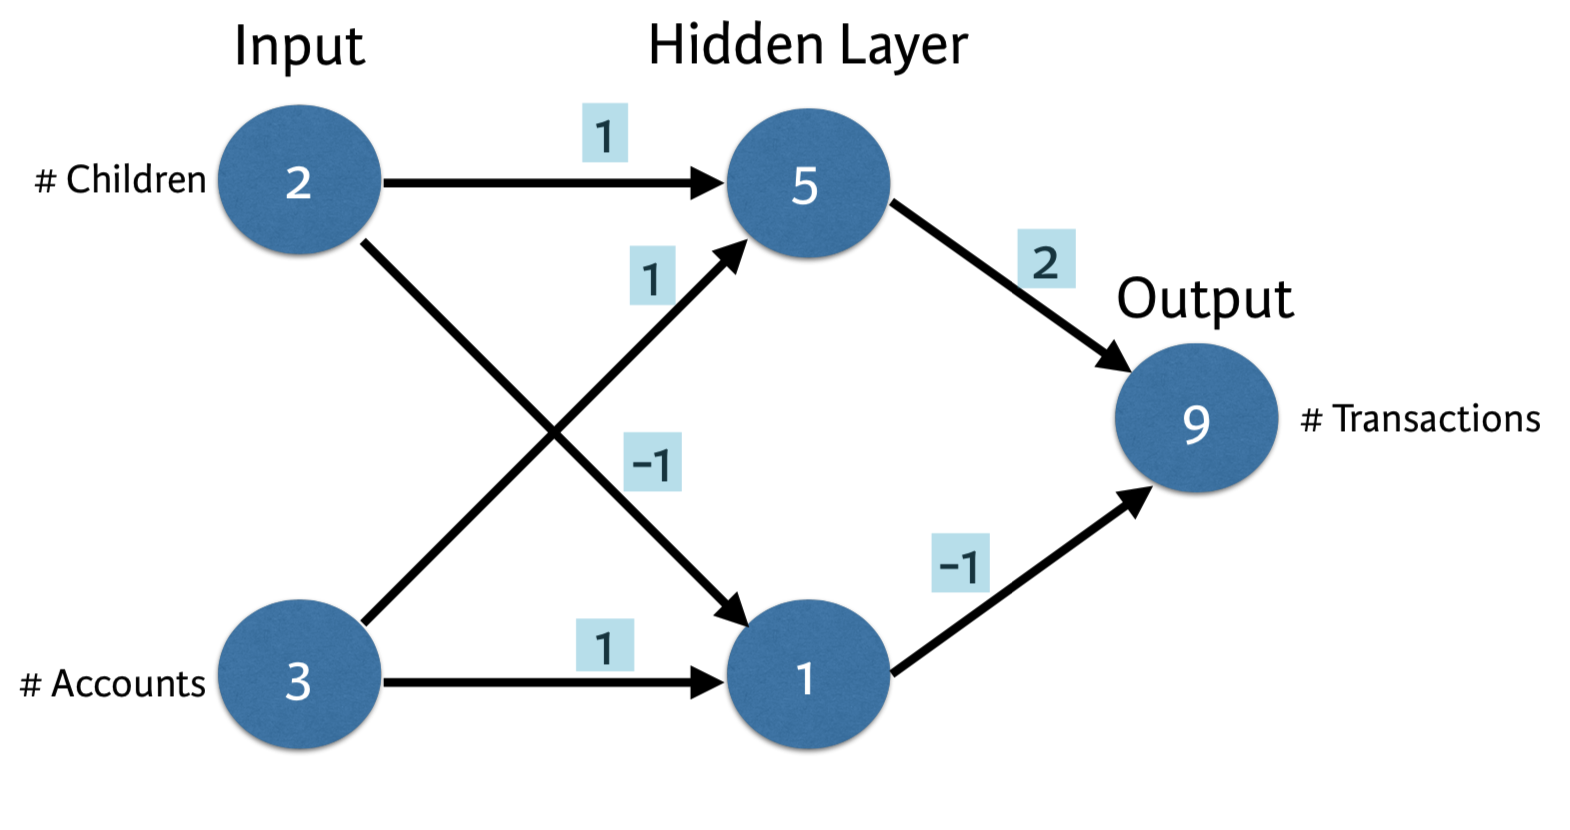 Input
Hidden Layer
1
# Children
2
5
1
2
Output
9
# Transactions
-1
-1
1
# Accounts
3
1